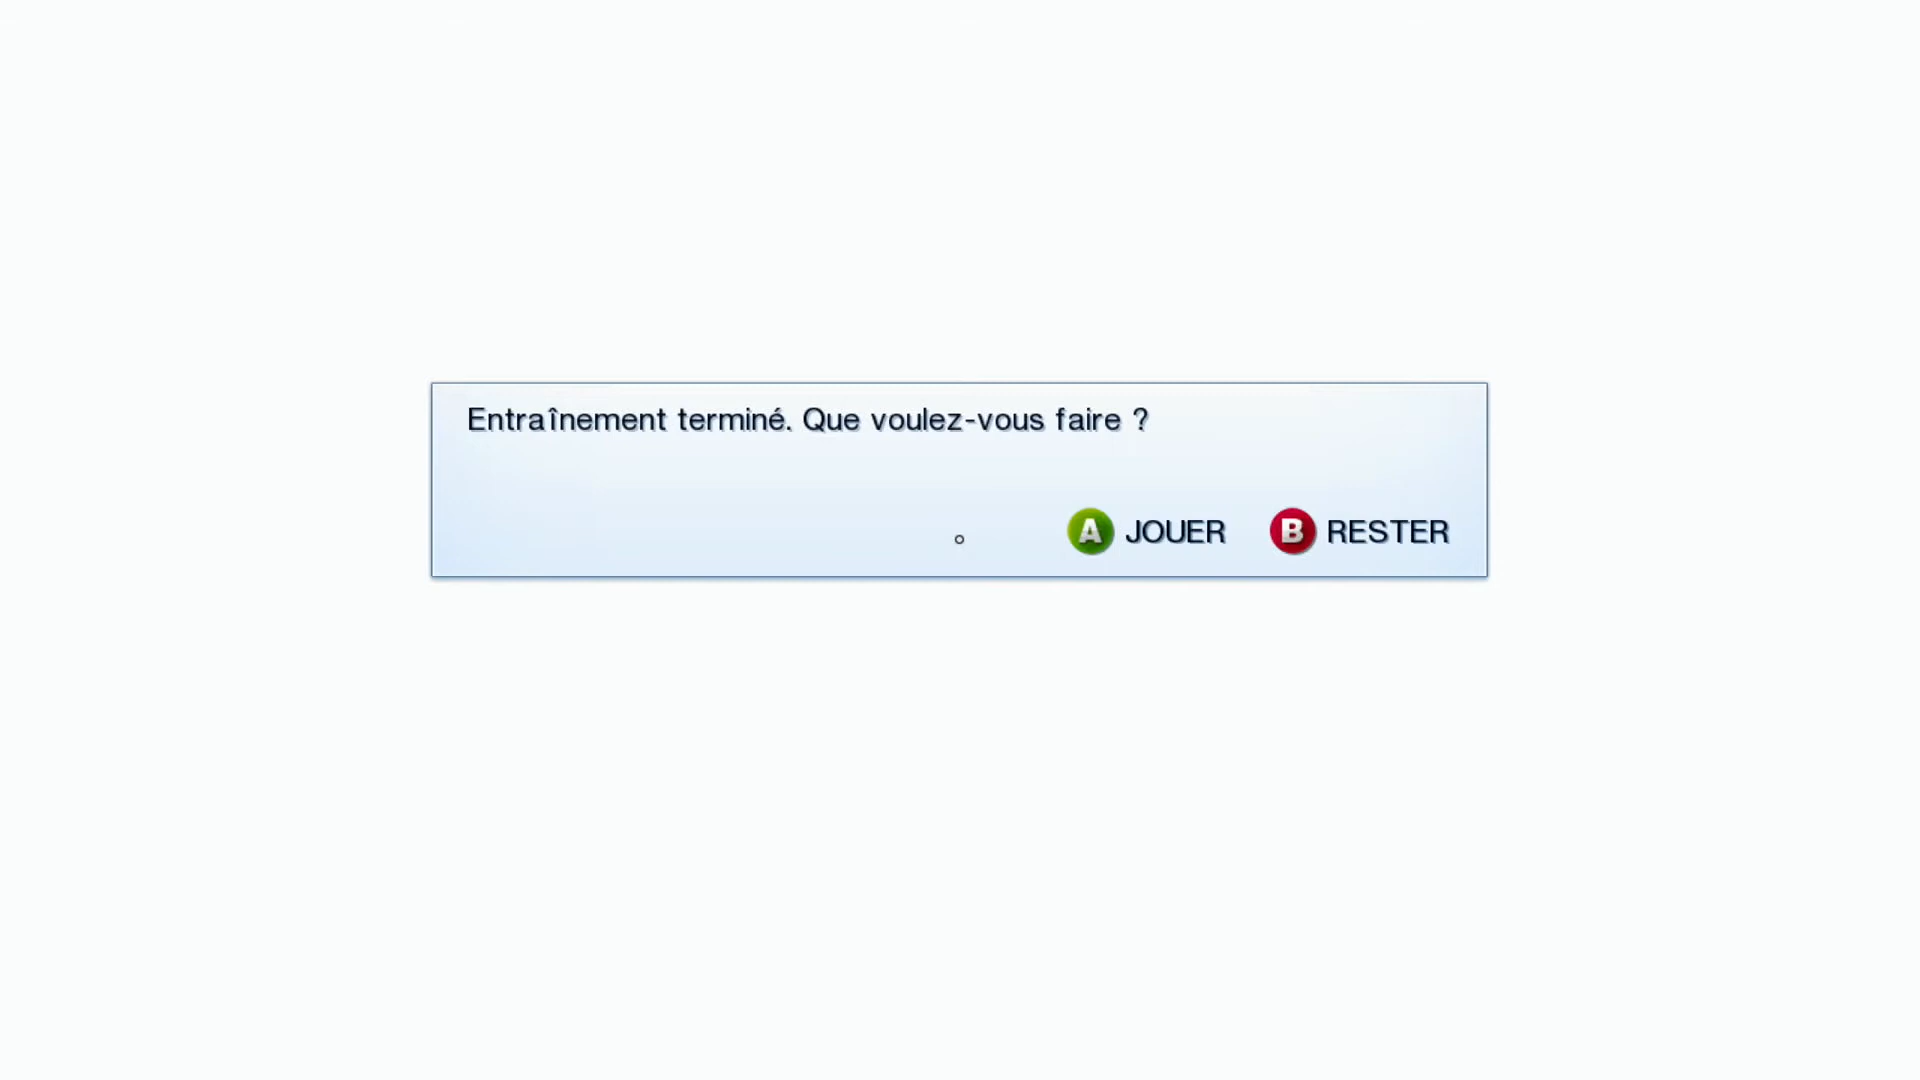 Entraînement terminé. Que voulez-vous faire ?
A JOUER B RESTER